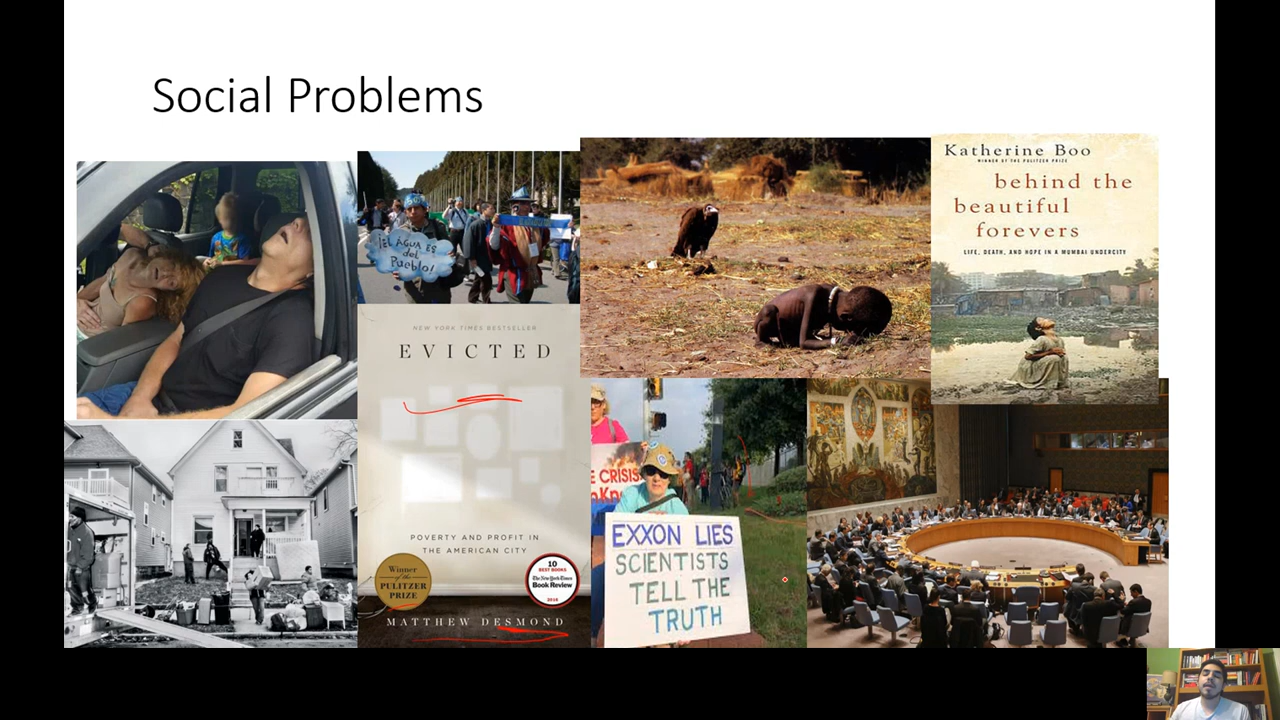 Social Problems
¡EL AGUA ES
del
Pueblo!
Katherine Boo
WINNER OF THE PULITZER PRIZE
behind the
beautiful
forevers
LIFE, DEATH, AND HOPE IN A MUMBAI UNDERCITY
NEW YORK TIMES BESTSELLER
EVICTED
POVERTY AND PROFIT IN
THE AMERICAN CITY
Winner
of the
PULITZER
PRIZE
10
BEST BOOKS
The New York Times
Book Review
2016
MATTHEW DESMOND
E CRISIS
EXXON LIES
SCIENTISTS
TELL THE
TRUTH